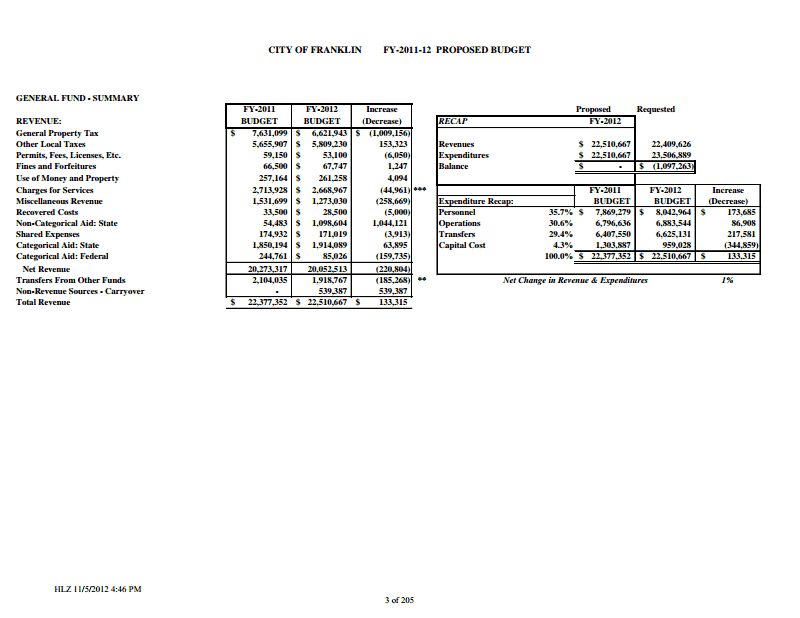 CITY OF FRANKLIN FY-2011-12 PROPOSED BUDGET
GENERAL FUND - SUMMARY
FY-2011 FY-2012 Increase
REVENUE: BUDGET BUDGET (Decrease)
General Property Tax $ 7,631,099 $ 6,621,943 $ (1,009,156)
Other Local Taxes 5,655,907 $ 5,809,230 153,323
Permits, Fees, Licenses, Etc. 59,150 $ 53,100 (6,050)
Fines and Forfeitures 66,500 $ 67,747 1,247
Use of Money and Property 257,164 $ 261,258 4,094
Charges for Services 2,713,928 $ 2,668,967 (44,961) ***
Miscellaneous Revenue 1,531,699 $ 1,273,030 (258,669)
Recovered Costs 33,500 $ 28,500 (5,000)
Non-Categorical Aid: State 54,483 $ 1,098,604 1,044,121
Shared Expenses 174,932 $ 171,019 (3,913)
Categorical Aid: State 1,850,194 $ 1,914,089 63,895
Categorical Aid: Federal 244,761 $ 85,026 (159,735)
Net Revenue 20,273,317 20,052,513 (220,804)
Transfers From Other Funds 2,104,035 1,918,767 (185,268) **
Non-Revenue Sources - Carryover - 539,387 539,387
Total Revenue $ 22,377,352 $ 22,510,667 $ 133,315
Proposed Requested
RECAP FY-2012
Revenues $ 22,510,667 22,409,626
Expenditures $ 22,510,667 23,506,889
Balance $ - $ (1,097,263)
FY-2011 FY-2012 Increase
Expenditure Recap: BUDGET BUDGET (Decrease)
Personnel 35.7% $ 7,869,279 $ 8,042,964 $ 173,685
Operations 30.6% 6,796,636 6,883,544 86,908
Transfers 29.4% 6,407,550 6,625,131 217,581
Capital Cost 4.3% 1,303,887 959,028 (344,859)
100.0% $ 22,377,352 $ 22,510,667 $ 133,315
Net Change in Revenue & Expenditures 1%
HLZ 11/5/2012 4:46 PM
3 of 205